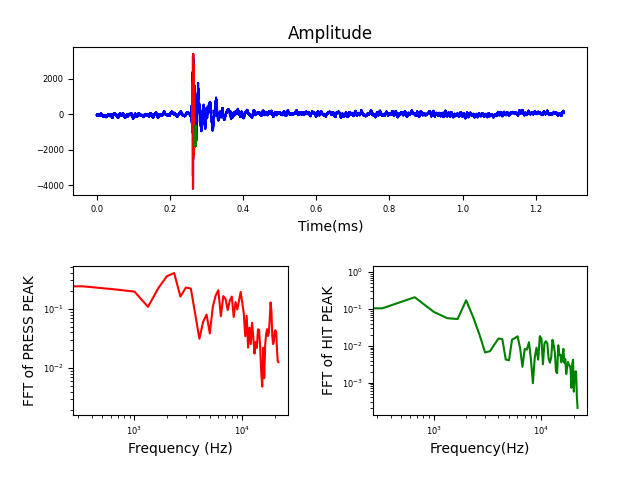 Amplitude
2000
0
−2000
−4000
0.0 0.2 0.4 0.6 0.8 1.0 1.2
Time(ms)
FFT of PRESS PEAK
10⁻¹
10⁻²
10³ 10⁴
Frequency (Hz)
FFT of HIT PEAK
10⁰
10⁻¹
10⁻²
10⁻³
10³ 10⁴
Frequency(Hz)